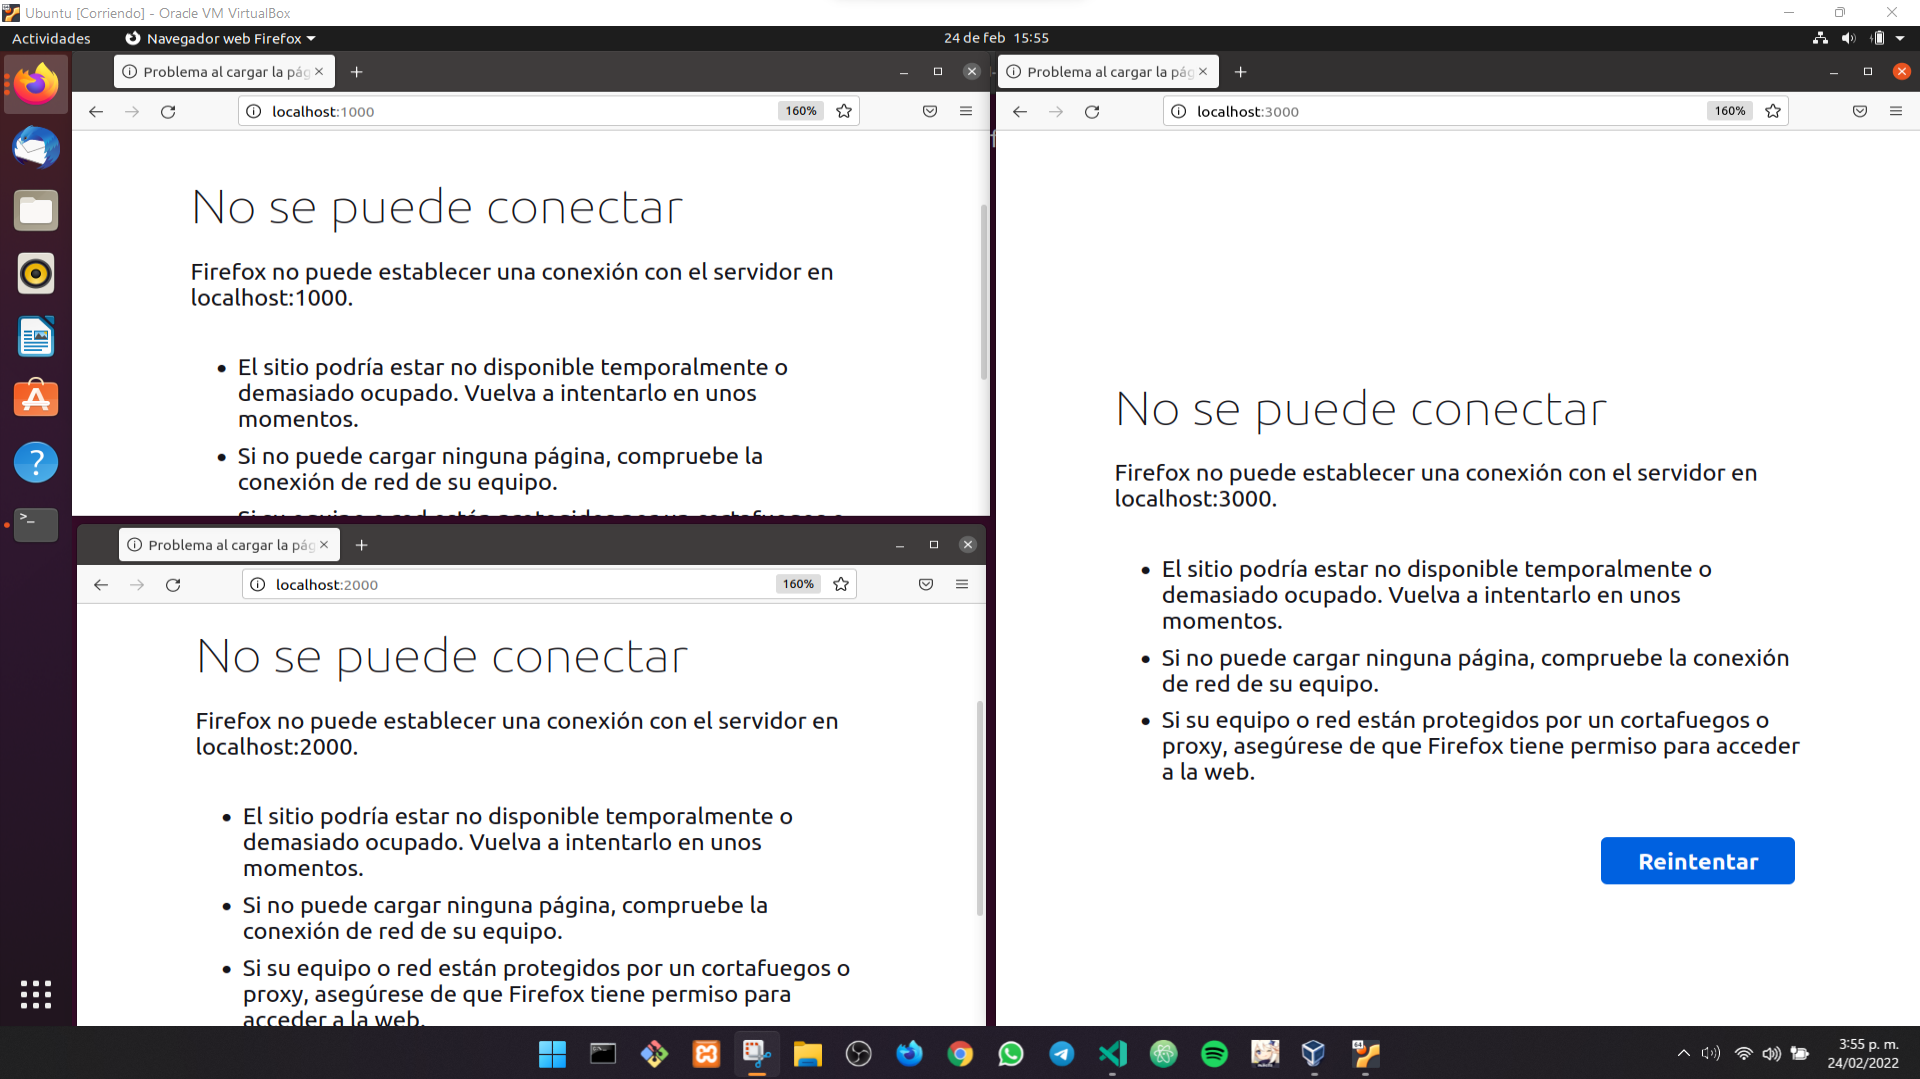 Ubuntu [Corriendo] - Oracle VM VirtualBox
Actividades
Navegador web Firefox
24 de feb 15:55
Problema al cargar la pág
localhost:1000
160%
No se puede conectar
Firefox no puede establecer una conexión con el servidor en
localhost:1000.
El sitio podría estar no disponible temporalmente o
demasiado ocupado. Vuelva a intentarlo en unos
momentos.
Si no puede cargar ninguna página, compruebe la
conexión de red de su equipo.
Si su equipo o red están protegidos por un cortafuegos o
Problema al cargar la pág
localhost:2000
160%
No se puede conectar
Firefox no puede establecer una conexión con el servidor en
localhost:2000.
El sitio podría estar no disponible temporalmente o
demasiado ocupado. Vuelva a intentarlo en unos
momentos.
Si no puede cargar ninguna página, compruebe la
conexión de red de su equipo.
Si su equipo o red están protegidos por un cortafuegos o
proxy, asegúrese de que Firefox tiene permiso para
acceder a la web.
Problema al cargar la pág
localhost:3000
160%
No se puede conectar
Firefox no puede establecer una conexión con el servidor en
localhost:3000.
El sitio podría estar no disponible temporalmente o
demasiado ocupado. Vuelva a intentarlo en unos
momentos.
Si no puede cargar ninguna página, compruebe la conexión
de red de su equipo.
Si su equipo o red están protegidos por un cortafuegos o
proxy, asegúrese de que Firefox tiene permiso para acceder
a la web.
Reintentar
3:55 p. m.
24/02/2022